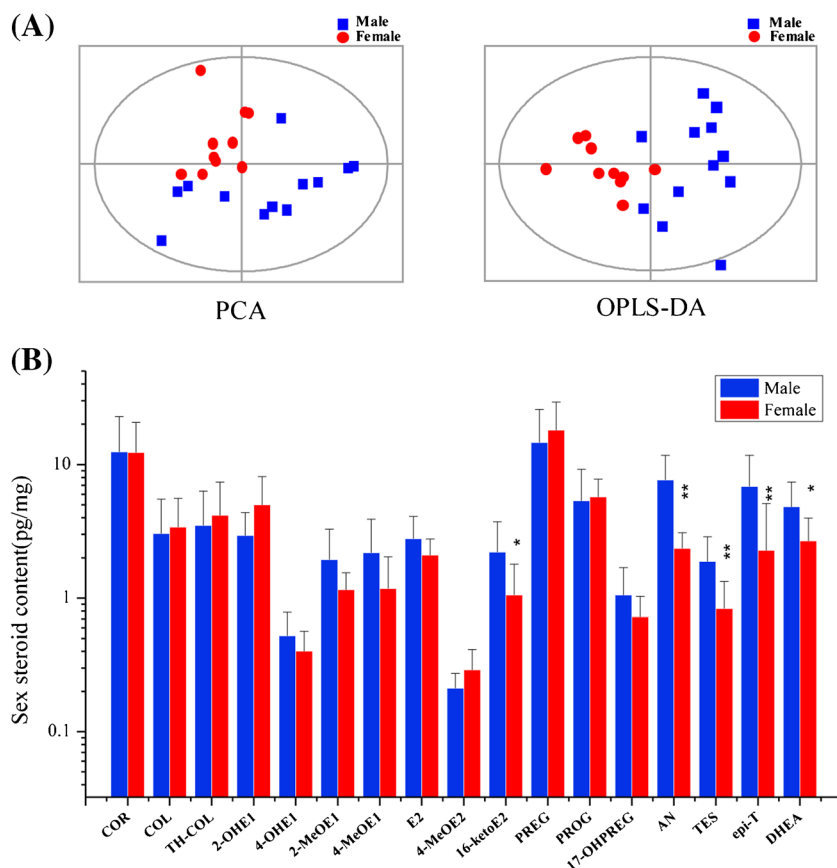 (A)
Male
Female
Male
Female
PCA
OPLS-DA
(B)
Male
Female
Sex steroid content(pg/mg)
10
1
0.1
**
**
**
*
*
COR
COL
TH-COL
2-OHE1
4-OHE1
2-MeOE1
4-MeOE1
E2
4-MeOE2
16-ketoE2
PREG
PROG
17-OHPREG
AN
TES
epi-T
DHEA